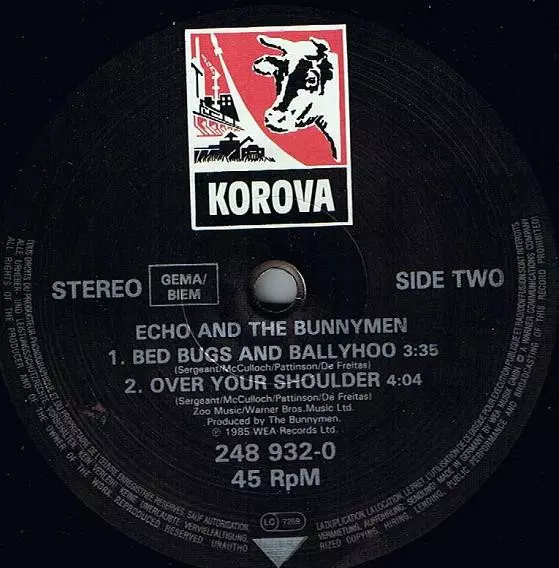 KOROVA
STEREO
GEMA/
BIEM
SIDE TWO
ECHO AND THE BUNNYMEN
1. BED BUGS AND BALLYHOO 3:35
(Sergeant/McCulloch/Pattinson/De Freitas)
2. OVER YOUR SHOULDER 4:04
(Sergeant/McCulloch/Pattinson/De Freitas)
Zoo Music/Warner Bros. Music Ltd.
Produced by The Bunnymen.
℗ 1985 WEA Records Ltd.
248 932-0
45 RpM
LC 7259
ALL RIGHTS OF THE PRODUCER AND OF THE OWNER OF THE WORK REPRODUCED RESERVED. UNAUTHO
RIZED COPYING, HIRING, LENDING, PUBLIC PERFORMANCE AND BROADCASTING OF THIS RECORD PROHIBITED!